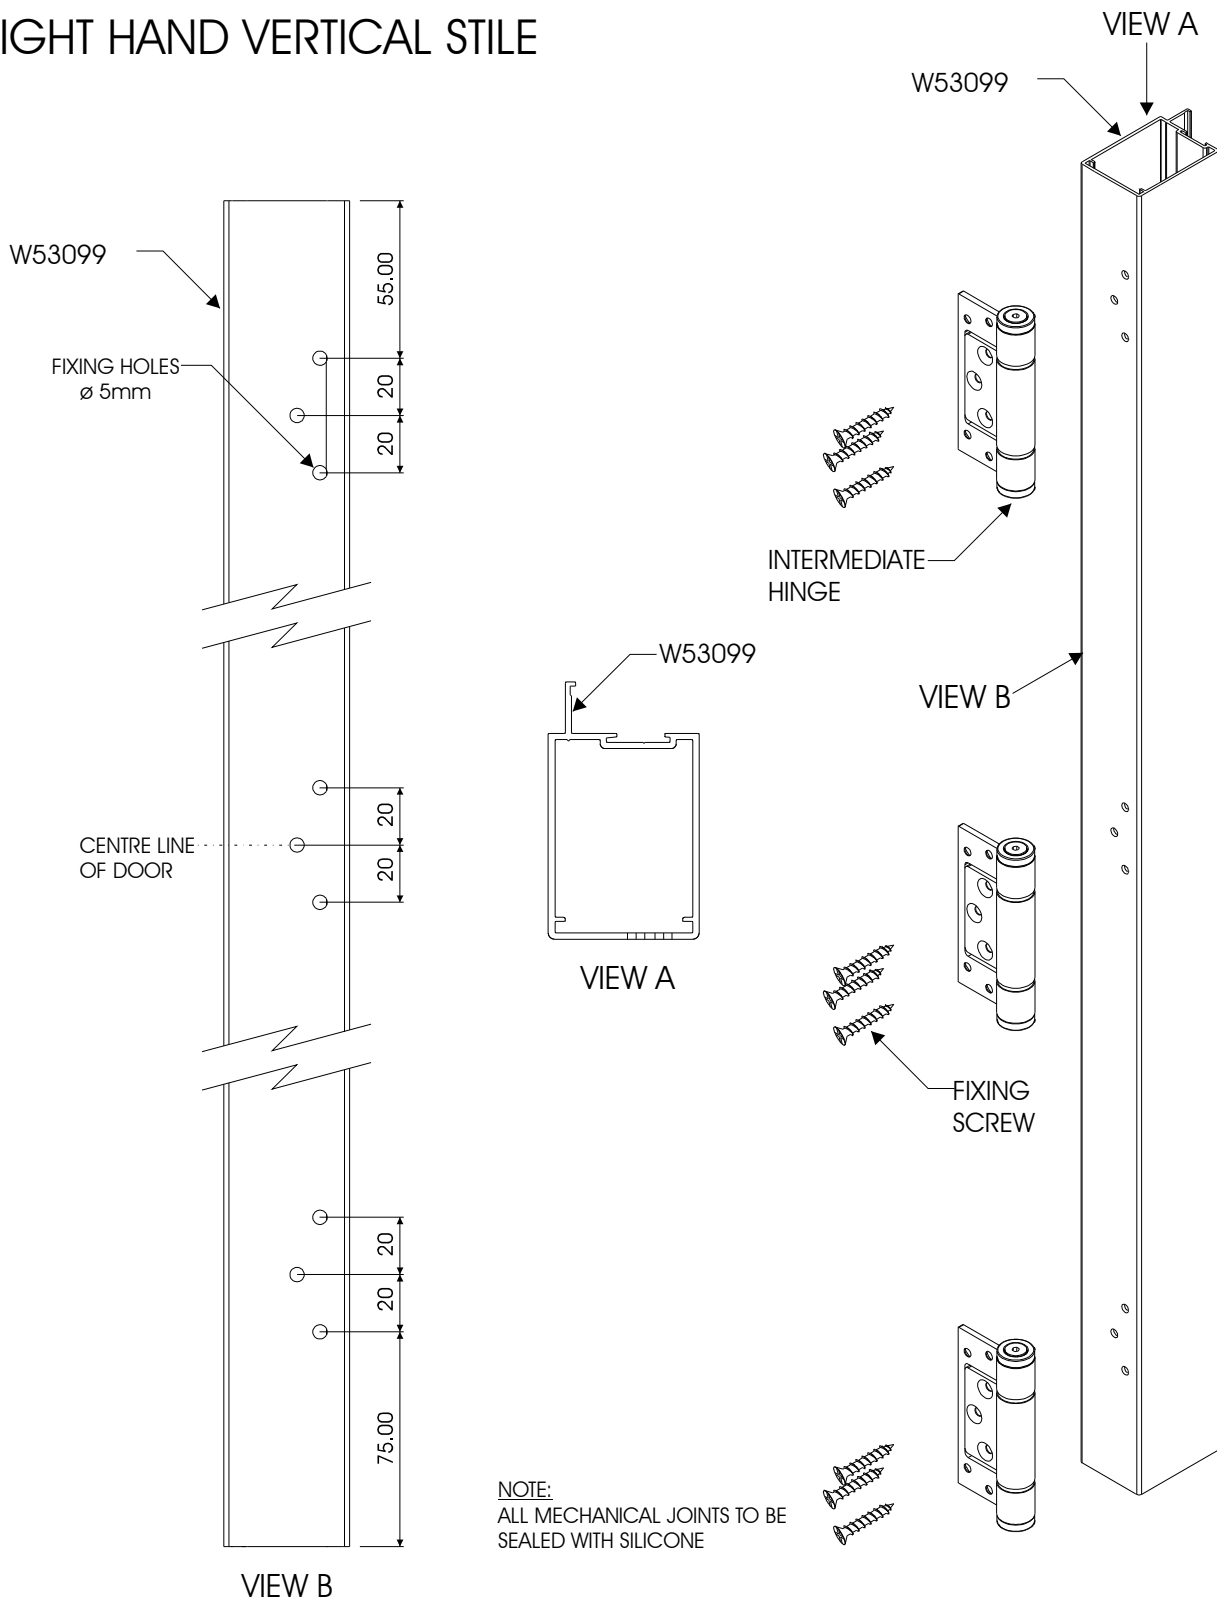 IGHT HAND VERTICAL STILE
VIEW A
W53099
W53099
55.00
FIXING HOLES
ø 5mm
20
20
INTERMEDIATE
HINGE
W53099
VIEW B
20
CENTRE LINE
OF DOOR
20
VIEW A
FIXING
SCREW
20
20
75.00
NOTE:
ALL MECHANICAL JOINTS TO BE
SEALED WITH SILICONE
VIEW B